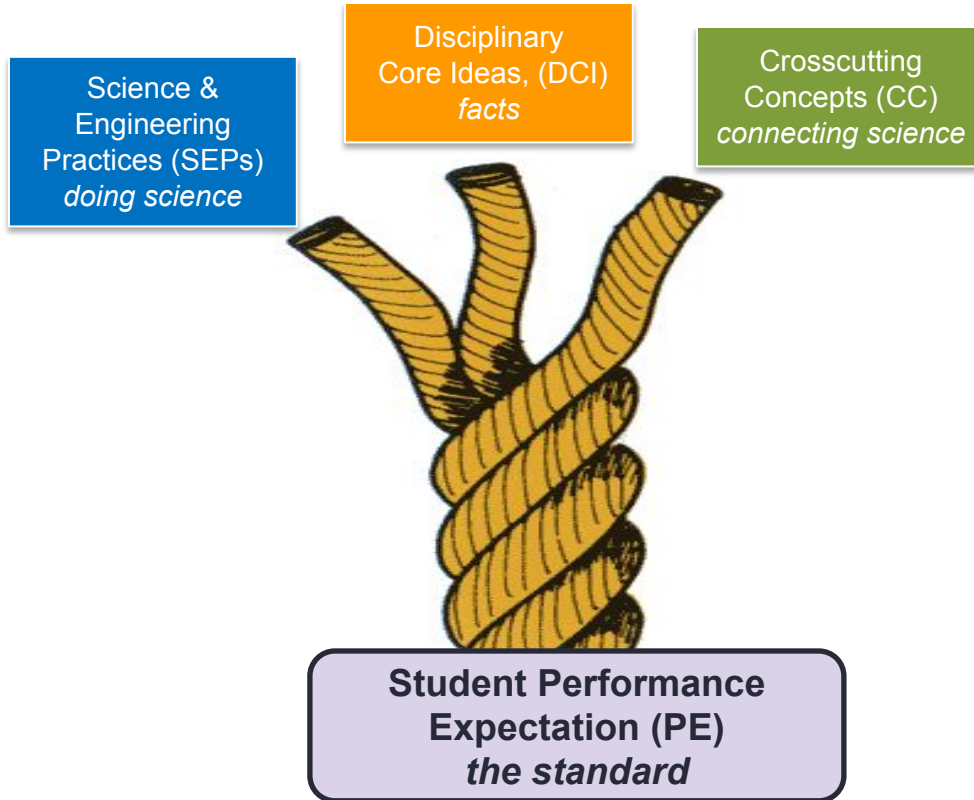 Science &
Engineering
Practices (SEPs)
doing science
Disciplinary
Core Ideas, (DCI)
facts
Crosscutting
Concepts (CC)
connecting science
Student Performance
Expectation (PE)
the standard